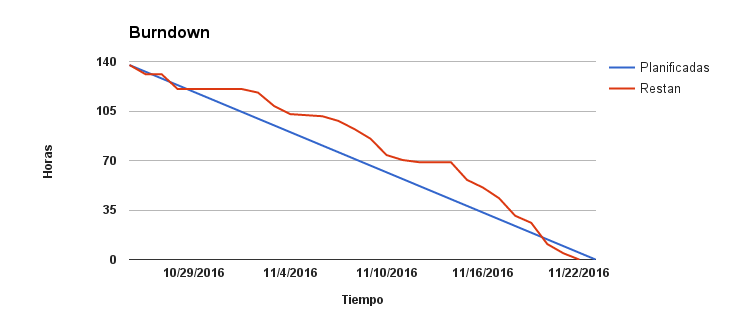 Burndown
140
105
70
35
0
Horas
10/29/2016
11/4/2016
11/10/2016
11/16/2016
11/22/2016
Tiempo
Planificadas
Restan